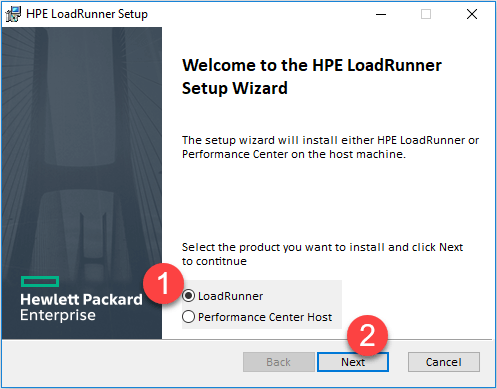 HPE LoadRunner Setup
Welcome to the HPE LoadRunner
Setup Wizard
The setup wizard will install either HPE LoadRunner or
Performance Center on the host machine.
Select the product you want to install and click Next
to contitnue
1
LoadRunner
Performance Center Host
Hewlett Packard
Enterprise
2
Back
Next
Cancel